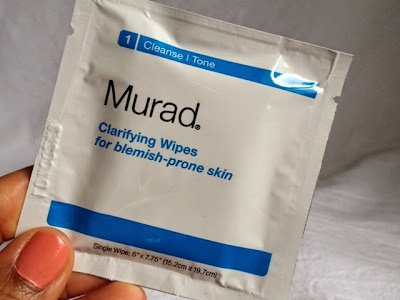 1 Cleanse | Tone
Murad®
Clarifying Wipes
for blemish-prone skin
Single Wipe: 6" x 7.75" (15.2cm x 19.7cm)